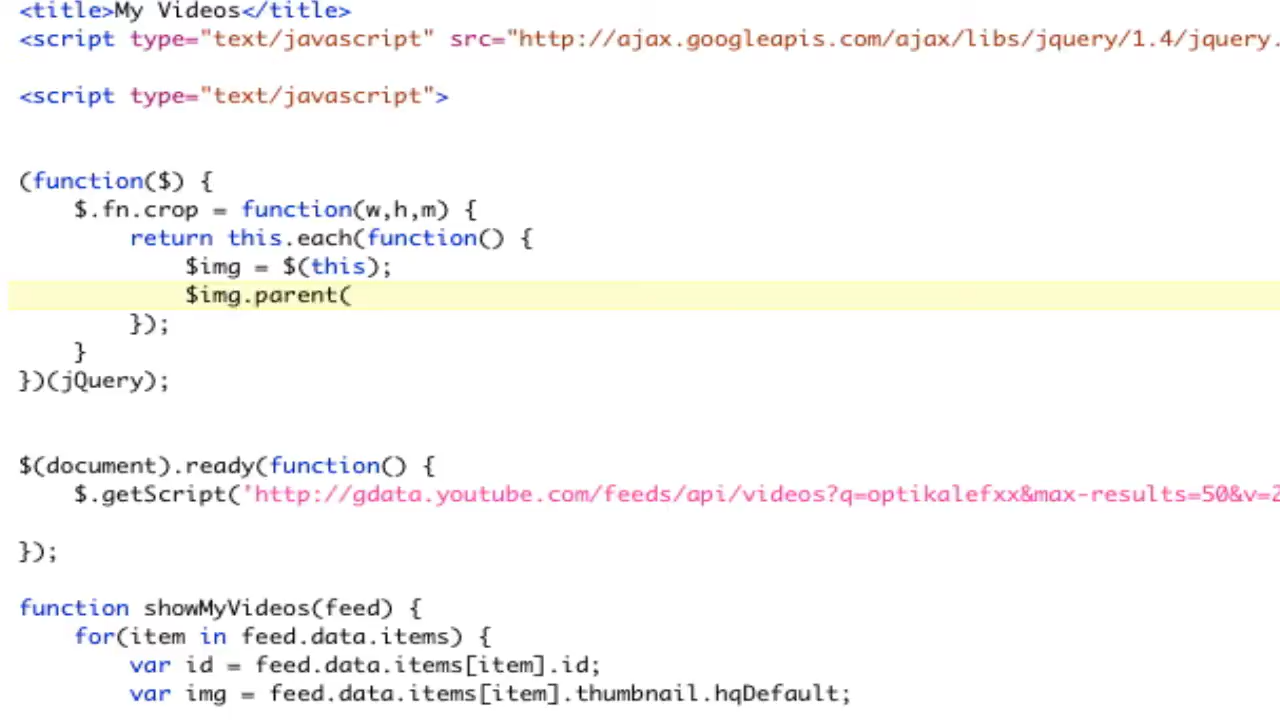 <title>My Videos</title>
<script type="text/javascript" src="http://ajax.googleapis.com/ajax/libs/jquery/1.4/jquery.
<script type="text/javascript">
(function($) {
$.fn.crop = function(w,h,m) {
return this.each(function() {
$img = $(this);
$img.parent(
});
}
})(jQuery);
$(document).ready(function() {
$.getScript('http://gdata.youtube.com/feeds/api/videos?q=optikalefxx&max-results=50&v=2
});
function showMyVideos(feed) {
for(item in feed.data.items) {
var id = feed.data.items[item].id;
var img = feed.data.items[item].thumbnail.hqDefault;